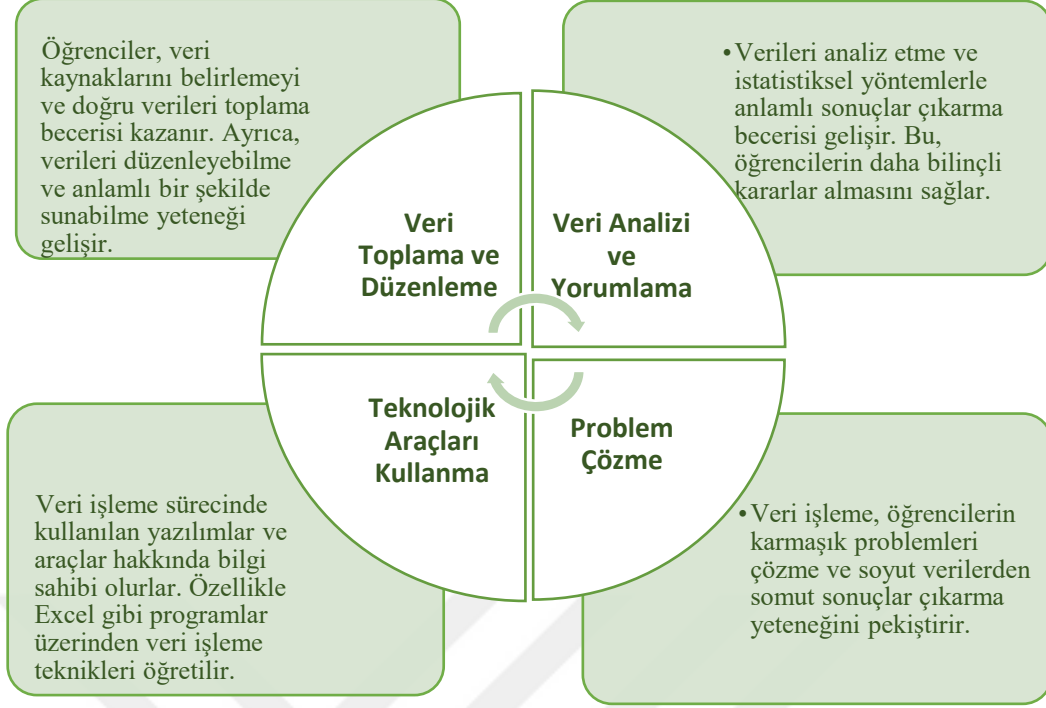 Öğrenciler, veri
kaynaklarını belirlemeyi
ve doğru verileri toplama
becerisi kazanır. Ayrıca,
verileri düzenleyebilme
ve anlamlı bir şekilde
sunabilme yeteneği
gelişir.
•Verileri analiz etme ve
istatistiksel yöntemlerle
anlamlı sonuçlar çıkarma
becerisi gelişir. Bu,
öğrencilerin daha bilinçli
kararlar almasını sağlar.
Veri
Toplama ve
Düzenleme
Veri Analizi
ve
Yorumlama
Teknolojik
Araçları
Kullanma
Problem
Çözme
Veri işleme sürecinde
kullanılan yazılımlar ve
araçlar hakkında bilgi
sahibi olurlar. Özellikle
Excel gibi programlar
üzerinden veri işleme
teknikleri öğretilir.
•Veri işleme, öğrencilerin
karmaşık problemleri
çözme ve soyut verilerden
somut sonuçlar çıkarma
yeteneğini pekiştirir.